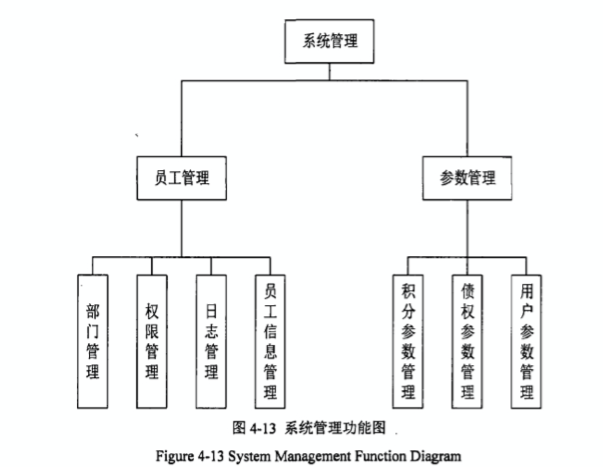 系统管理
员工管理
参数管理
部门管理
权限管理
日志管理
员工信息管理
积分参数管理
债权参数管理
用户参数管理
图 4-13 系统管理功能图
Figure 4-13 System Management Function Diagram